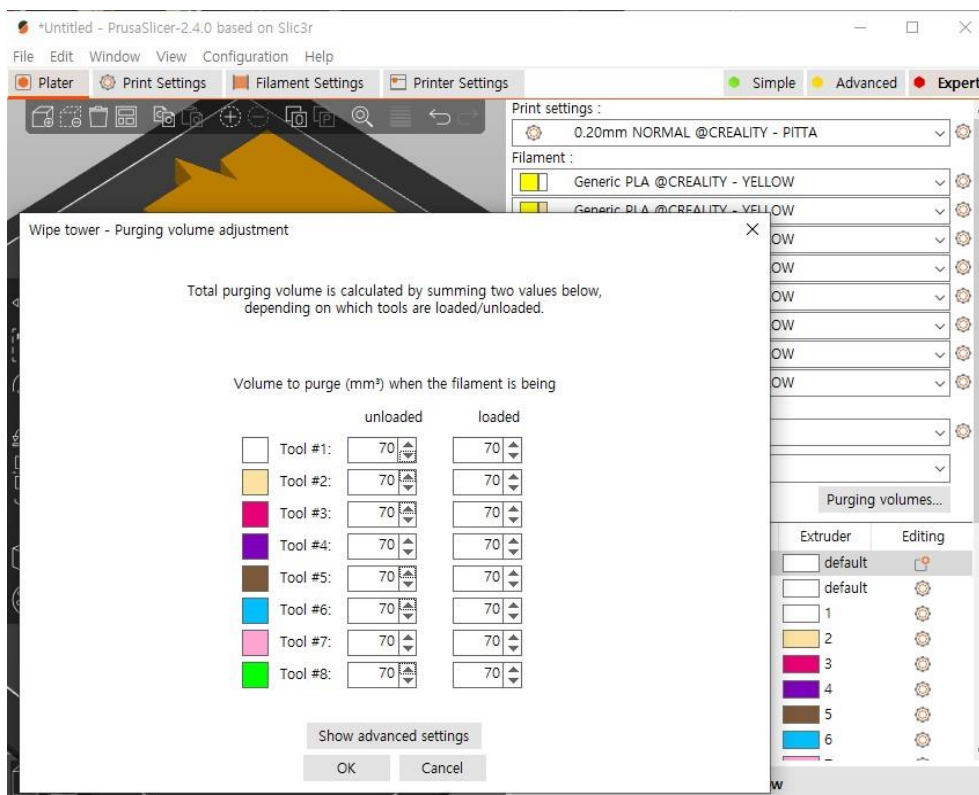 *Untitled - PrusaSlicer-2.4.0 based on Slic3r
File Edit Window View Configuration Help
Plater Print Settings Filament Settings Printer Settings Simple Advanced Expert
Print settings :
0.20mm NORMAL @CREALITY - PITTA
Filament :
Generic PLA @CREALITY - YELLOW
Generic PLA @CREALITY - YELLOW
OW
OW
OW
OW
OW
OW
Purging volumes...
Extruder Editing
default
default
1
2
3
4
5
6
w
Wipe tower - Purging volume adjustment
Total purging volume is calculated by summing two values below,
depending on which tools are loaded/unloaded.
Volume to purge (mm³) when the filament is being
unloaded loaded
Tool #1: 70 70
Tool #2: 70 70
Tool #3: 70 70
Tool #4: 70 70
Tool #5: 70 70
Tool #6: 70 70
Tool #7: 70 70
Tool #8: 70 70
Show advanced settings
OK Cancel